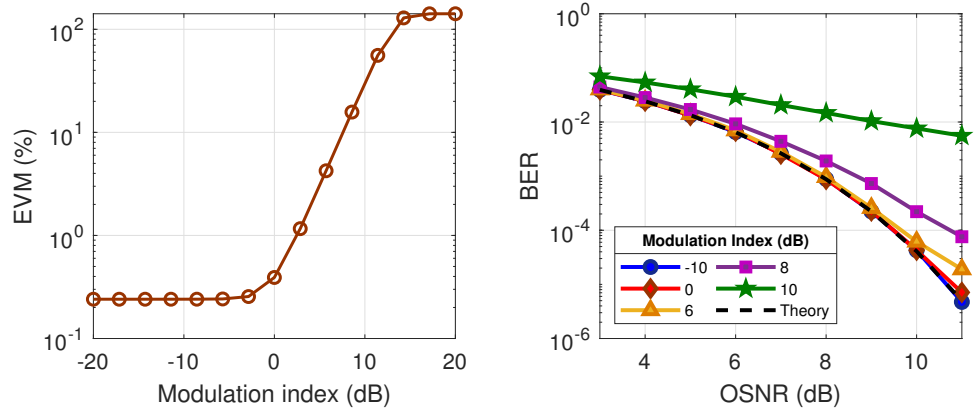 10^2
10^1
10^0
10^-1
EVM (%)
-20 -10 0 10 20
Modulation index (dB)
10^0
10^-2
10^-4
10^-6
BER
Modulation Index (dB)
-10 8
0 10
6 Theory
4 6 8 10
OSNR (dB)